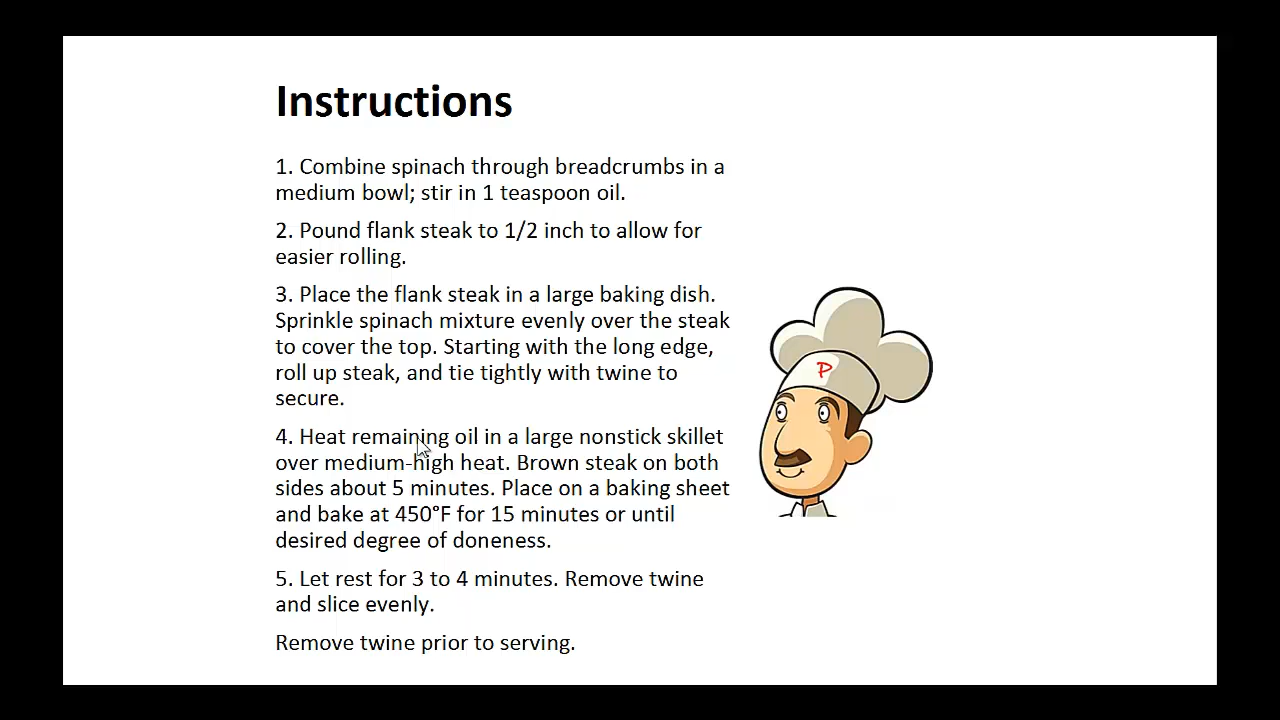 Instructions
1. Combine spinach through breadcrumbs in a
medium bowl; stir in 1 teaspoon oil.
2. Pound flank steak to 1/2 inch to allow for
easier rolling.
3. Place the flank steak in a large baking dish.
Sprinkle spinach mixture evenly over the steak
to cover the top. Starting with the long edge,
roll up steak, and tie tightly with twine to
secure.
P
4. Heat remaining oil in a large nonstick skillet
over medium-high heat. Brown steak on both
sides about 5 minutes. Place on a baking sheet
and bake at 450°F for 15 minutes or until
desired degree of doneness.
5. Let rest for 3 to 4 minutes. Remove twine
and slice evenly.
Remove twine prior to serving.